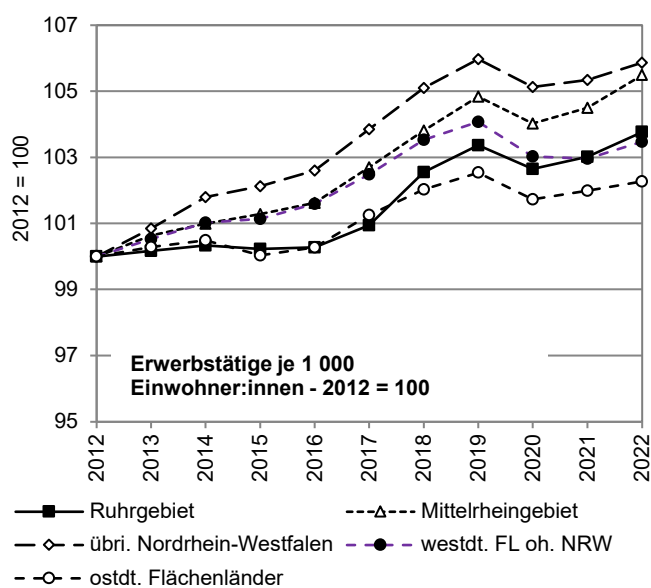 107
105
103
101
99
97
95
2012 = 100
Erwerbstätige je 1 000
Einwohner:innen - 2012 = 100
2012
2013
2014
2015
2016
2017
2018
2019
2020
2021
2022
Ruhrgebiet
Mittelrheingebiet
übri. Nordrhein-Westfalen
westdt. FL oh. NRW
ostdt. Flächenländer